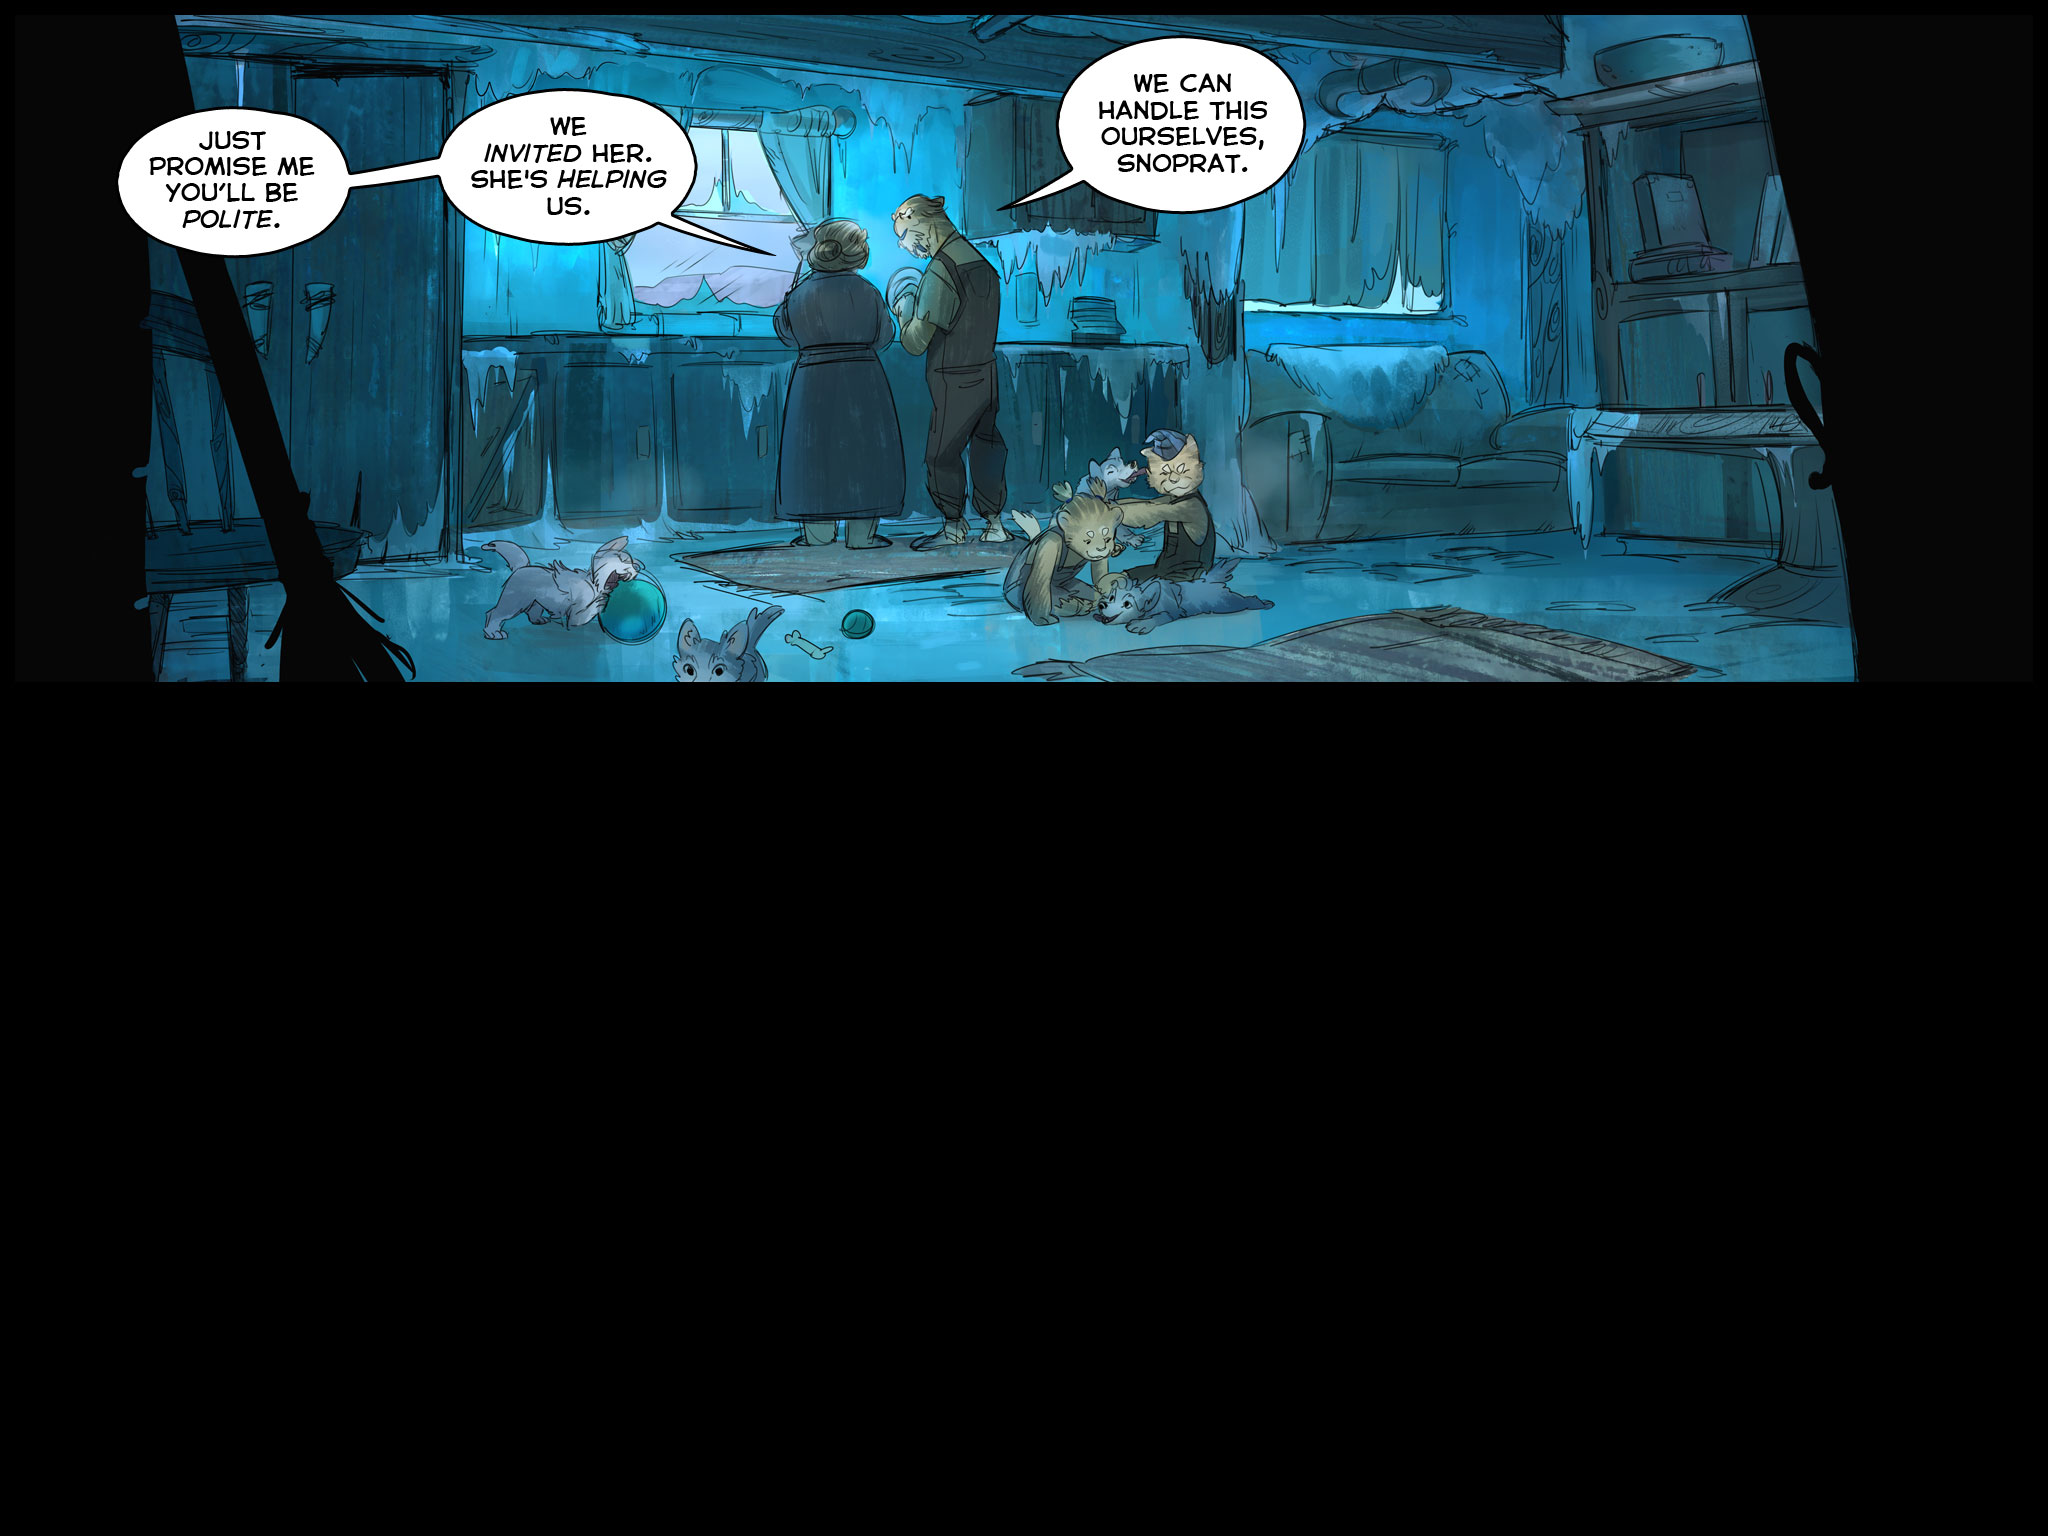 JUST
PROMISE ME
YOU'LL BE
POLITE.
WE
INVITED HER.
SHE'S HELPING
US.
WE CAN
HANDLE THIS
OURSELVES,
SNOPRAT.